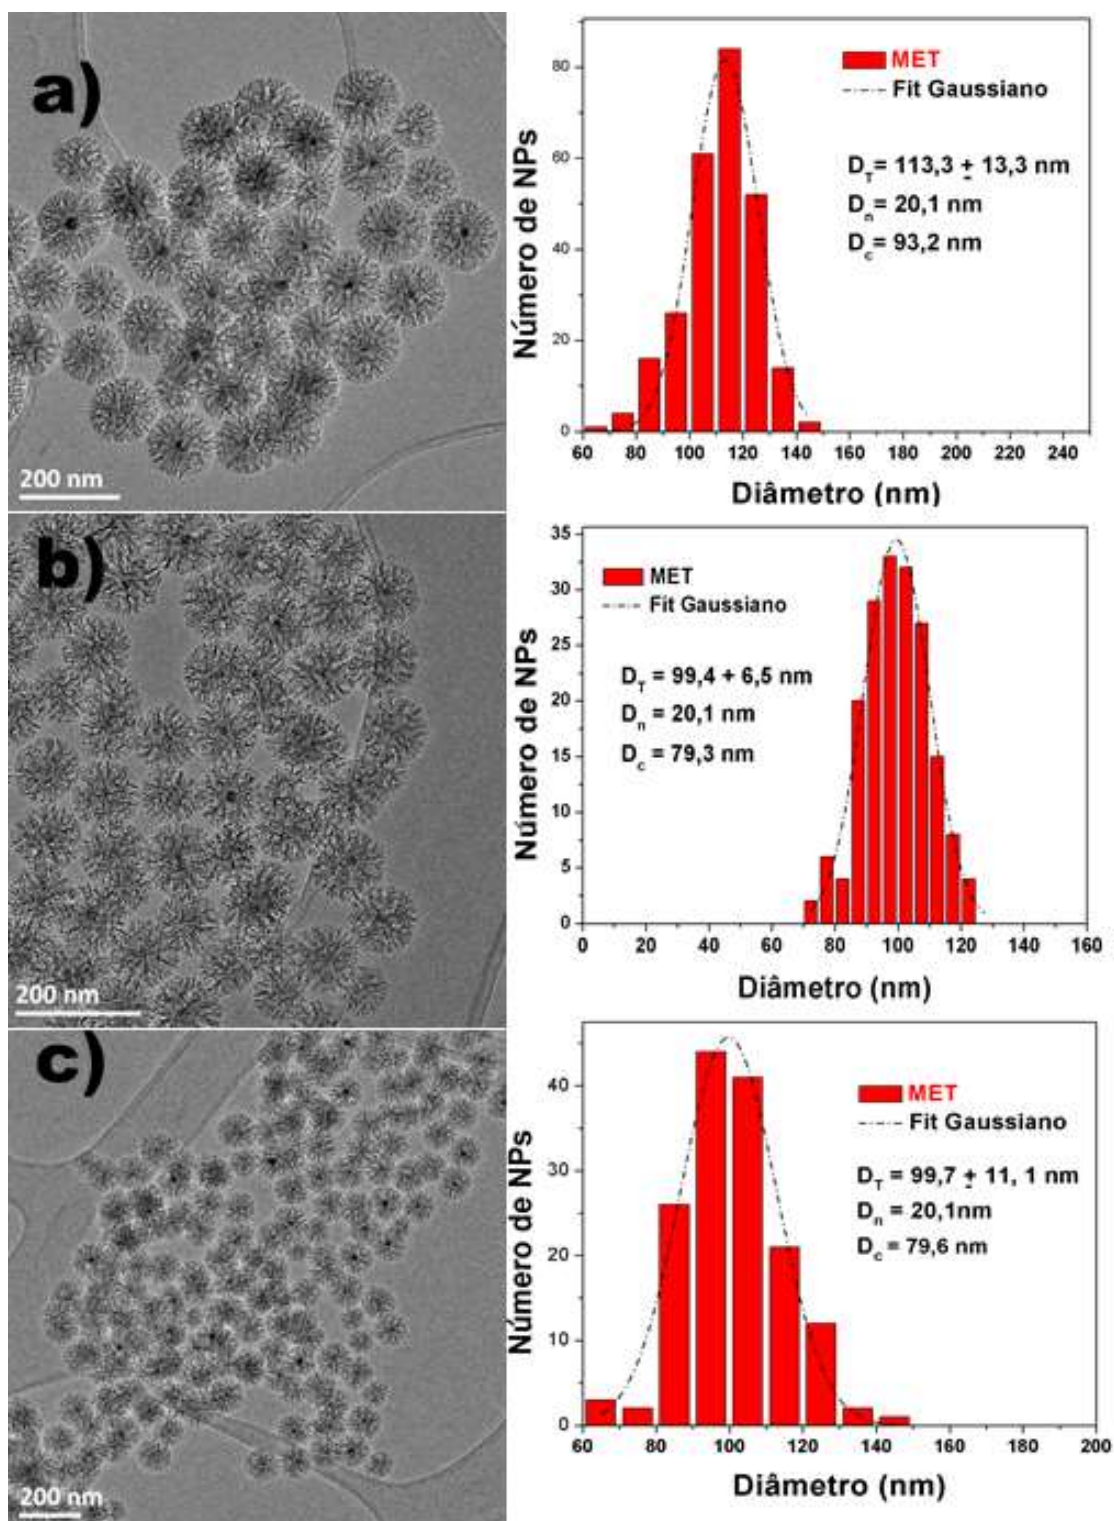 a)
200 nm
80
60
40
20
0
Número de NPs
MET
Fit Gaussiano
D_T= 113,3 ± 13,3 nm
D_n = 20,1 nm
D_c = 93,2 nm
60 80 100 120 140 160 180 200 220 240
Diâmetro (nm)
b)
200 nm
35
30
25
20
15
10
5
0
Número de NPs
MET
Fit Gaussiano
D_T = 99,4 + 6,5 nm
D_n = 20,1 nm
D_c = 79,3 nm
0 20 40 60 80 100 120 140 160
Diâmetro (nm)
c)
200 nm
40
30
20
10
0
Número de NPs
MET
Fit Gaussiano
D_T = 99,7 ± 11, 1 nm
D_n = 20,1nm
D_c = 79,6 nm
60 80 100 120 140 160 180 200
Diâmetro (nm)